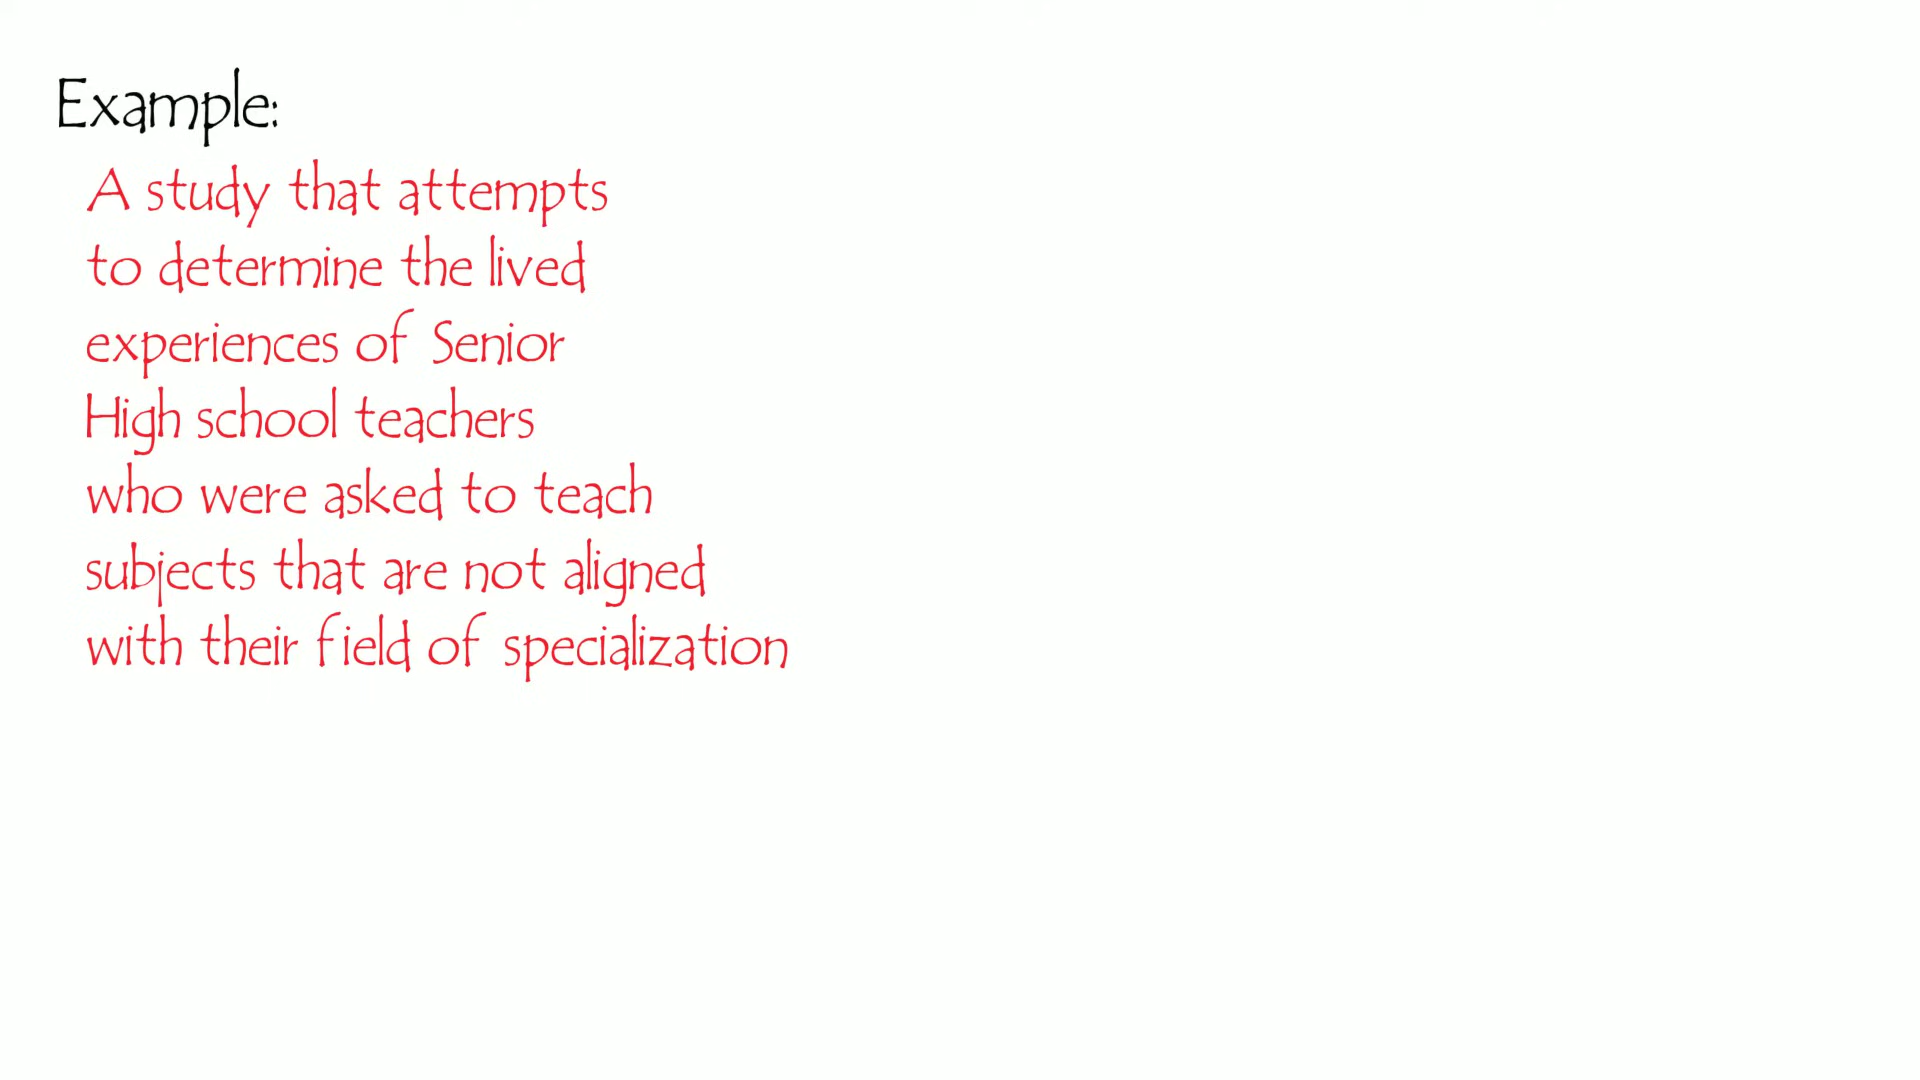 Example:
A study that attempts
to determine the lived
experiences of Senior
High school teachers
who were asked to teach
subjects that are not aligned
with their field of specialization